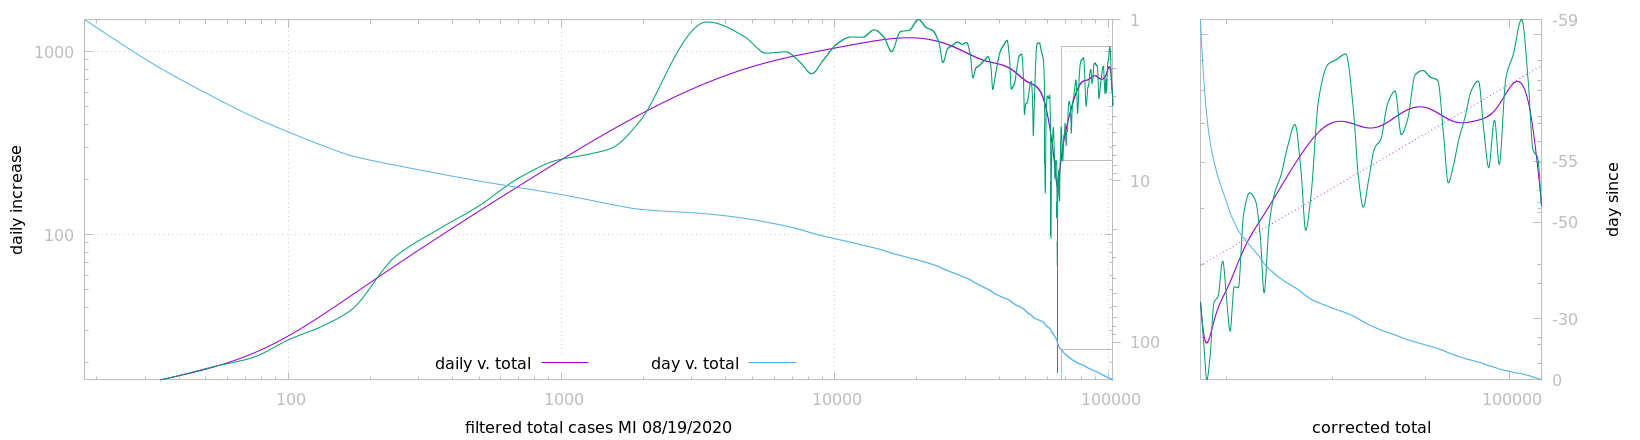 1000
100
daily increase
daily v. total
day v. total
100
1000
10000
100000
filtered total cases MI 08/19/2020
1
10
100
-59
-55
-50
-30
0
day since
100000
corrected total